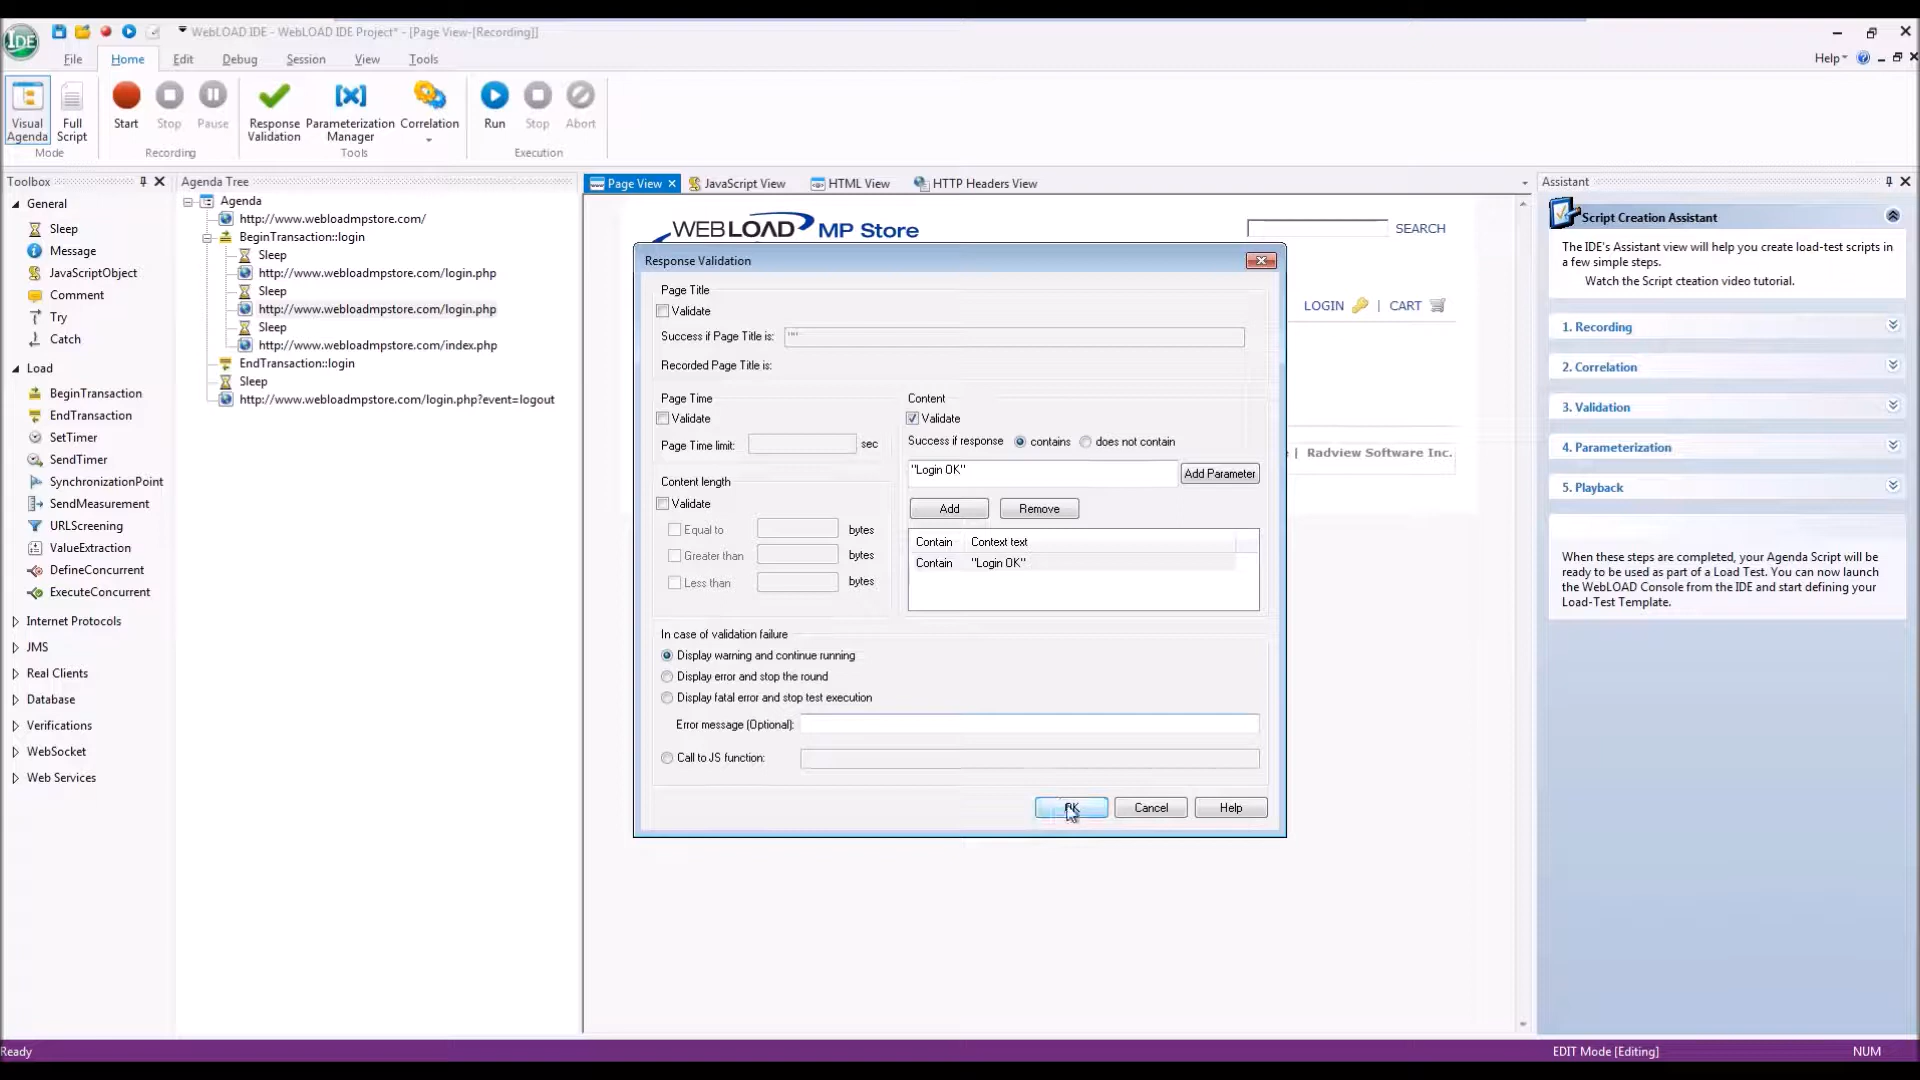 WebLOAD IDE - WebLOAD IDE Project* - [Page View-[Recording]]
IDE
File Home Edit Debug Session View Tools
Help
Visual Agenda
Full Script
Mode
Start
Stop
Pause
Recording
Response Validation
Parameterization Manager
Correlation
Tools
Run
Stop
Abort
Execution
Toolbox
General
Sleep
Message
JavaScriptObject
Comment
Try
Catch
Load
BeginTransaction
EndTransaction
SetTimer
SendTimer
SynchronizationPoint
SendMeasurement
URLScreening
ValueExtraction
DefineConcurrent
ExecuteConcurrent
Internet Protocols
JMS
Real Clients
Database
Verifications
WebSocket
Web Services
Agenda Tree
Agenda
http://www.webloadmpstore.com/
BeginTransaction::login
Sleep
http://www.webloadmpstore.com/login.php
Sleep
http://www.webloadmpstore.com/login.php
Sleep
http://www.webloadmpstore.com/index.php
EndTransaction::login
Sleep
http://www.webloadmpstore.com/login.php?event=logout
Page View
JavaScript View
HTML View
HTTP Headers View
WEBLOAD MP Store
SEARCH
LOGIN | CART
| Radview Software Inc.
Response Validation
Page Title
Validate
Success if Page Title is: ""
Recorded Page Title is:
Page Time
Validate
Page Time limit: sec
Content length
Validate
Equal to bytes
Greater than bytes
Less than bytes
Content
Validate
Success if response contains does not contain
"Login OK"
Add Parameter
Add
Remove
Contain Context text
Contain "Login OK"
In case of validation failure
Display warning and continue running
Display error and stop the round
Display fatal error and stop test execution
Error message (Optional):
Call to JS function:
OK
Cancel
Help
Assistant
Script Creation Assistant
The IDE's Assistant view will help you create load-test scripts in
a few simple steps.
Watch the Script cteation video tutorial.
1. Recording
2. Correlation
3. Validation
4. Parameterization
5. Playback
When these steps are completed, your Agenda Script will be
ready to be used as part of a Load Test. You can now launch
the WebLOAD Console from the IDE and start defining your
Load-Test Template.
Ready
EDIT Mode [Editing]
NUM